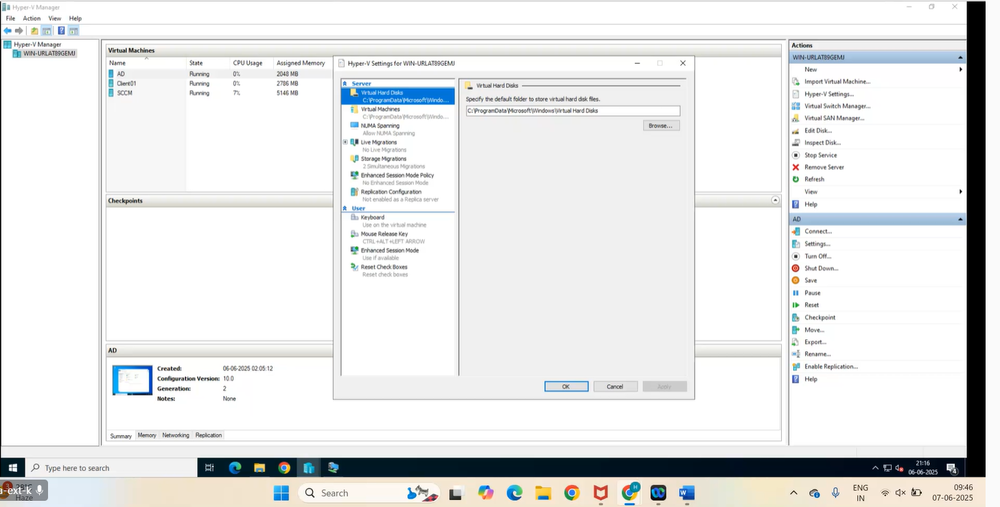 Hyper-V Manager
File Action View Help
Hyper-V Manager
WIN-URLAT89GEMJ
Virtual Machines
Name State CPU Usage Assigned Memory
AD Running 0% 2048 MB
Client01 Running 0% 2786 MB
SCCM Running 7% 5146 MB
Checkpoints
AD
Created: 06-06-2025 02:05:12
Configuration Version: 10.0
Generation: 2
Notes: None
Summary Memory Networking Replication
Hyper-V Settings for WIN-URLAT89GEMJ
Server
Virtual Hard Disks
C:\ProgramData\Microsoft\Windo...
Virtual Machines
C:\ProgramData\Microsoft\Windo...
NUMA Spanning
Allow NUMA Spanning
Live Migrations
No Live Migrations
Storage Migrations
2 Simultaneous Migrations
Enhanced Session Mode Policy
No Enhanced Session Mode
Replication Configuration
Not enabled as a Replica server
User
Keyboard
Use on the virtual machine
Mouse Release Key
CTRL+ALT+LEFT ARROW
Enhanced Session Mode
Use if available
Reset Check Boxes
Reset check boxes
Virtual Hard Disks
Specify the default folder to store virtual hard disk files.
C:\ProgramData\Microsoft\Windows\Virtual Hard Disks
Browse...
OK Cancel Apply
Actions
WIN-URLAT89GEMJ
New
Import Virtual Machine...
Hyper-V Settings...
Virtual Switch Manager...
Virtual SAN Manager...
Edit Disk...
Inspect Disk...
Stop Service
Remove Server
Refresh
View
Help
AD
Connect...
Settings...
Turn Off...
Shut Down...
Save
Pause
Reset
Checkpoint
Move...
Export...
Rename...
Enable Replication...
Help
Type here to search
21:16
06-06-2025
4
a-ext-k
28°C
Haze
3
Search
H
ENG
IN
09:46
07-06-2025